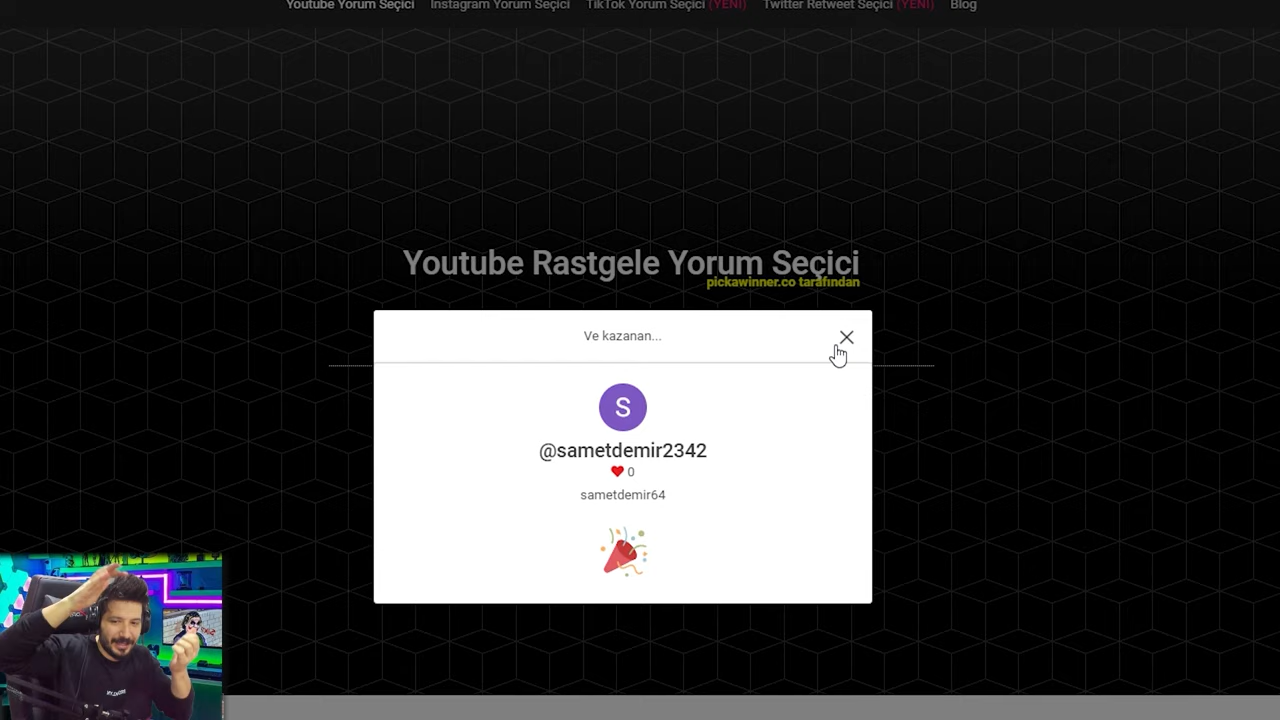 Youtube Yorum Seçici Instagram Yorum Seçici TikTok Yorum Seçici (YENİ) Twitter Retweet Seçici (YENİ) Blog
Youtube Rastgele Yorum Seçici
pickawinner.co tarafından
Ve kazanan...
S
@sametdemir2342
0
sametdemir64